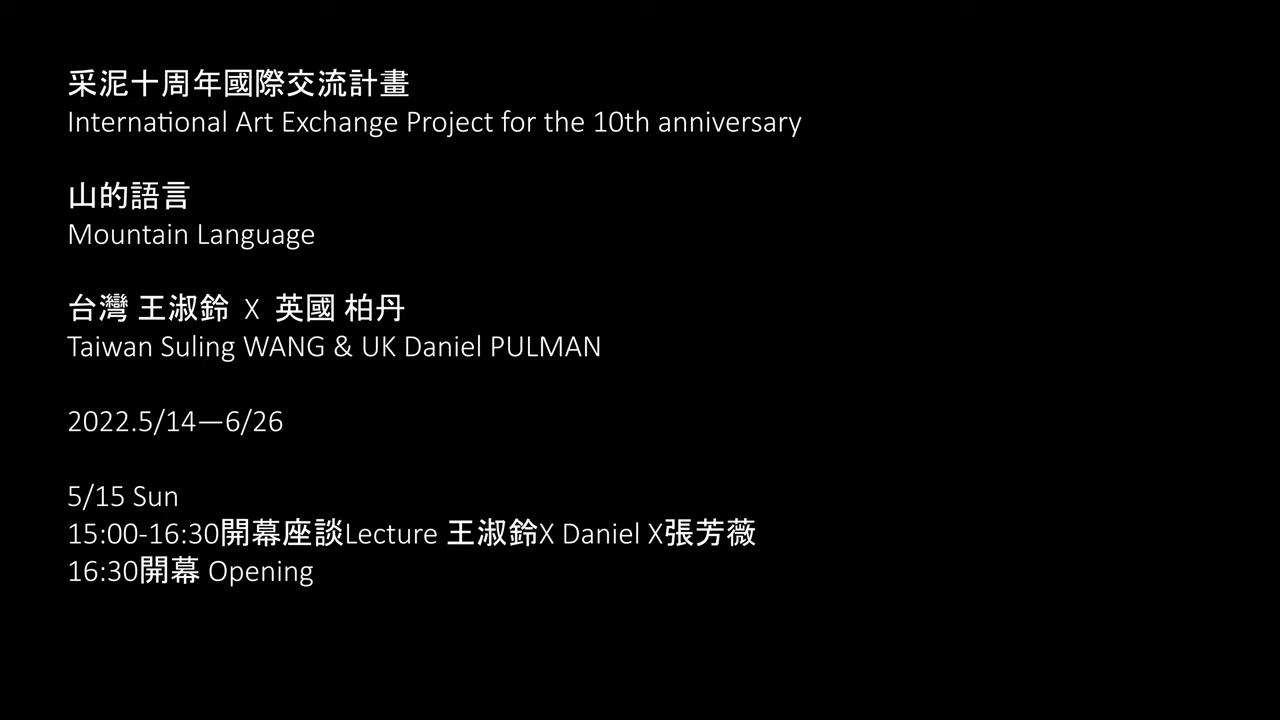 采泥十周年國際交流計畫
International Art Exchange Project for the 10th anniversary
山的語言
Mountain Language
台灣 王淑鈴 X 英國 柏丹
Taiwan Suling WANG & UK Daniel PULMAN
2022.5/14—6/26
5/15 Sun
15:00-16:30開幕座談Lecture 王淑鈴X Daniel X張芳薇
16:30開幕 Opening